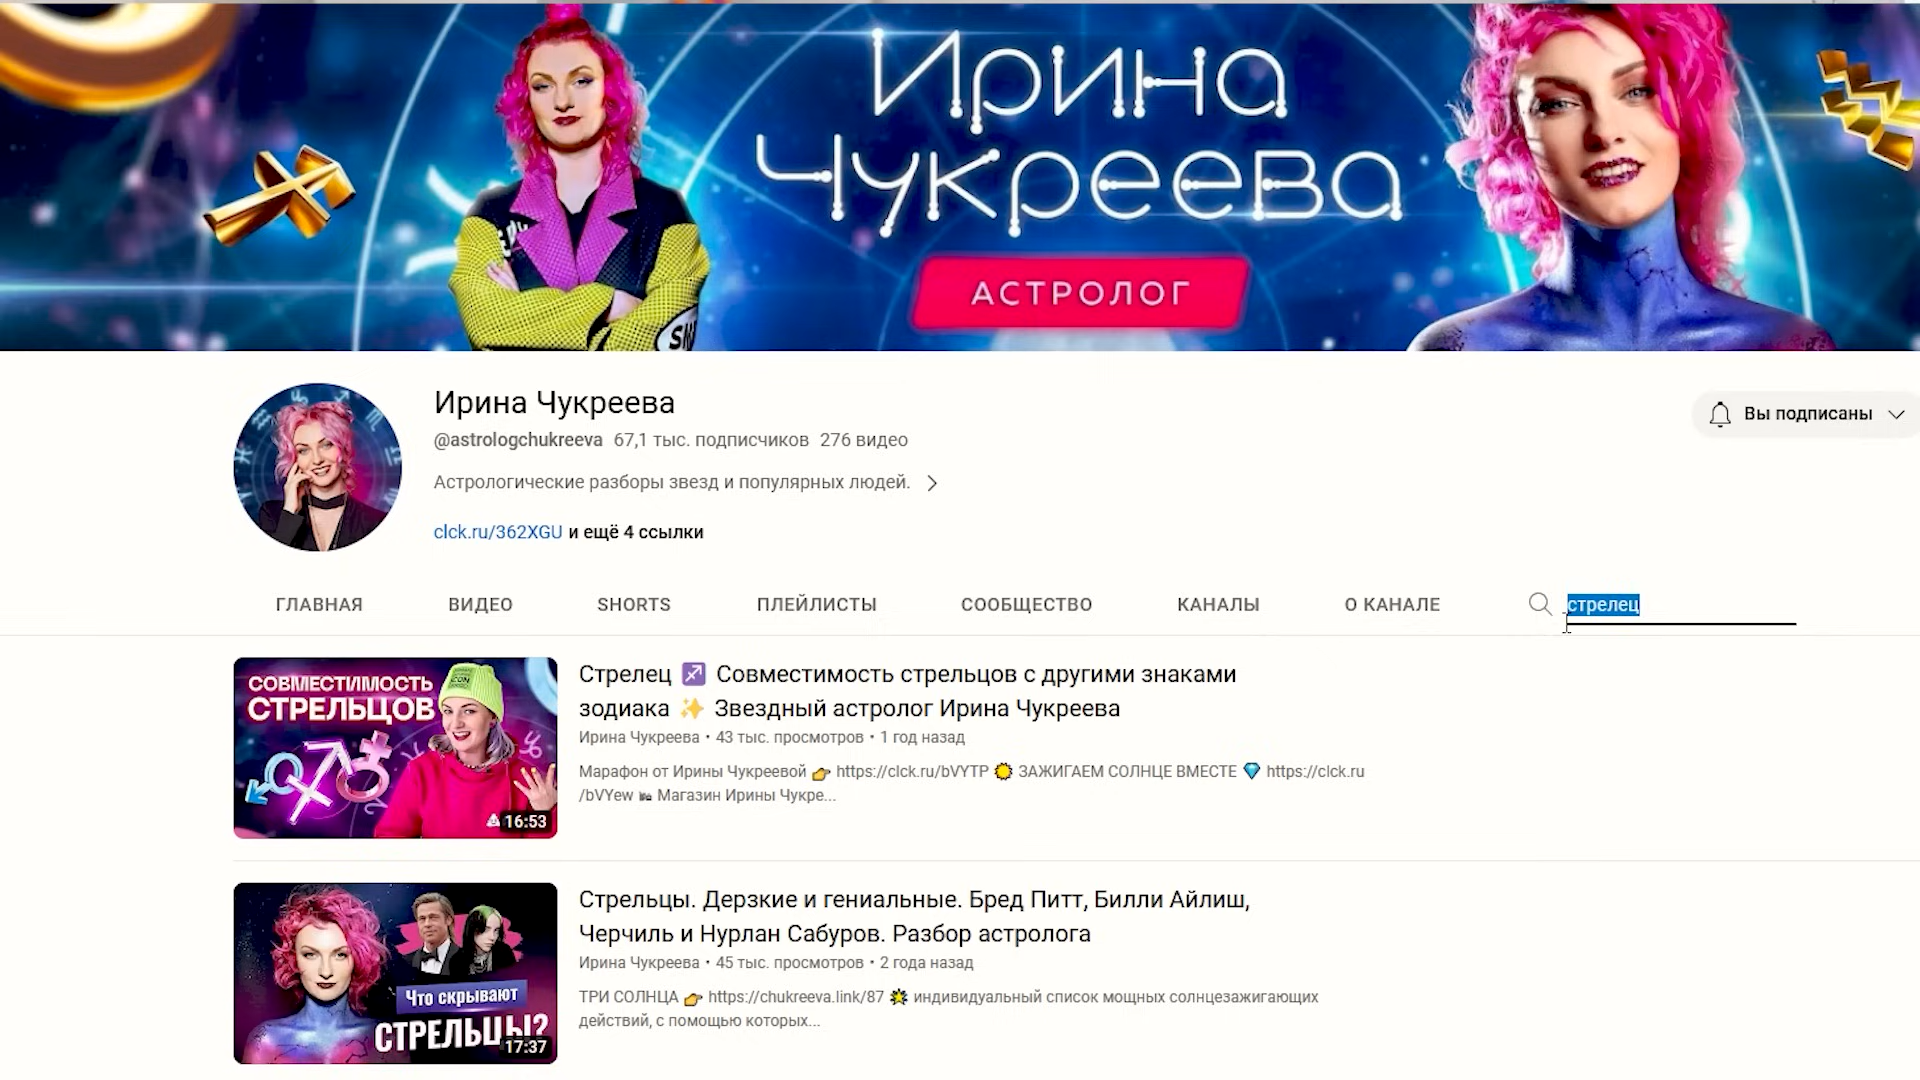 Ирина
Чукреева
АСТРОЛОГ
Ирина Чукреева
@astrologchukreeva 67,1 тыс. подписчиков 276 видео
Вы подписаны
Астрологические разборы звезд и популярных людей.
clck.ru/362XGU и ещё 4 ссылки
ГЛАВНАЯ ВИДЕО SHORTS ПЛЕЙЛИСТЫ СООБЩЕСТВО КАНАЛЫ О КАНАЛЕ стрелец
СОВМЕСТИМОСТЬ
СТРЕЛЬЦОВ
16:53
Стрелец ♐ Совместимость стрельцов с другими знаками
зодиака ✨ Звездный астролог Ирина Чукреева
Ирина Чукреева • 43 тыс. просмотров • 1 год назад
Марафон от Ирины Чукреевой 👉 https://clck.ru/bVYTP 🌞 ЗАЖИГАЕМ СОЛНЦЕ ВМЕСТЕ 💎 https://clck.ru
/bVYew 🛍 Магазин Ирины Чукре...
Что скрывают
СТРЕЛЬЦЫ?
17:37
Стрельцы. Дерзкие и гениальные. Бред Питт, Билли Айлиш,
Черчиль и Нурлан Сабуров. Разбор астролога
Ирина Чукреева • 45 тыс. просмотров • 2 года назад
ТРИ СОЛНЦА 👉 https://chukreeva.link/87 🌟 индивидуальный список мощных солнцезажигающих
действий, с помощью которых...